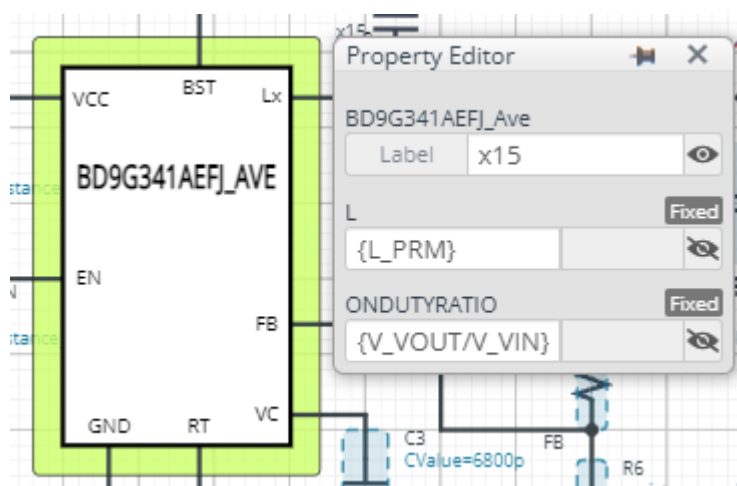 x15
Property Editor
BST
VCC
Lx
BD9G341AEFJ_Ave
Label
x15
BD9G341AEFJ_AVE
L
Fixed
{L_PRM}
EN
ONDUTYRATIO
Fixed
FB
{V_VOUT/V_VIN}
GND
RT
VC
C3
CValue=6800p
FB
R6